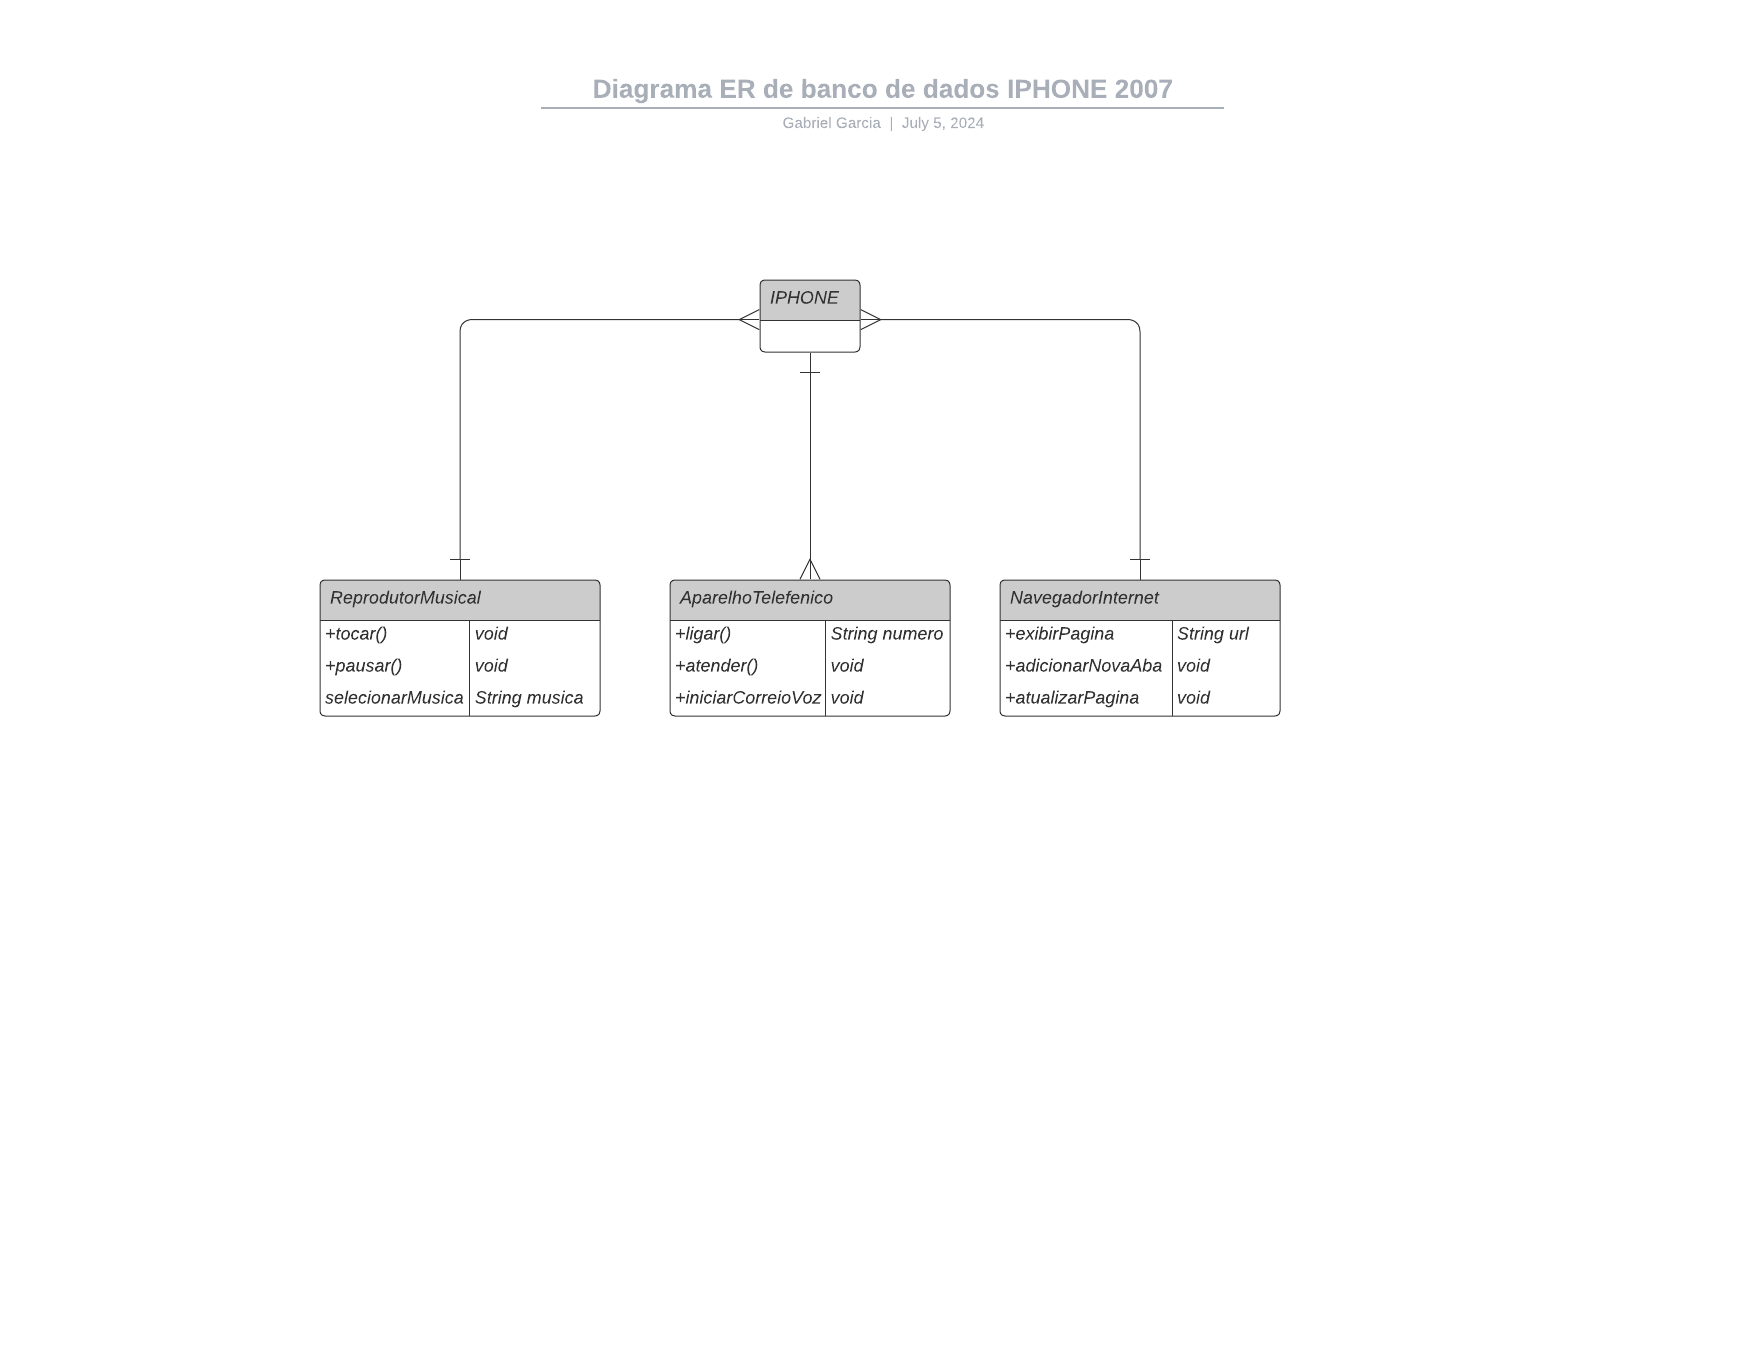 Diagrama ER de banco de dados IPHONE 2007
Gabriel Garcia | July 5, 2024
IPHONE
ReprodutorMusical
+tocar() void
+pausar() void
selecionarMusica String musica
AparelhoTelefenico
+ligar() String numero
+atender() void
+iniciarCorreioVoz void
NavegadorInternet
+exibirPagina String url
+adicionarNovaAba void
+atualizarPagina void